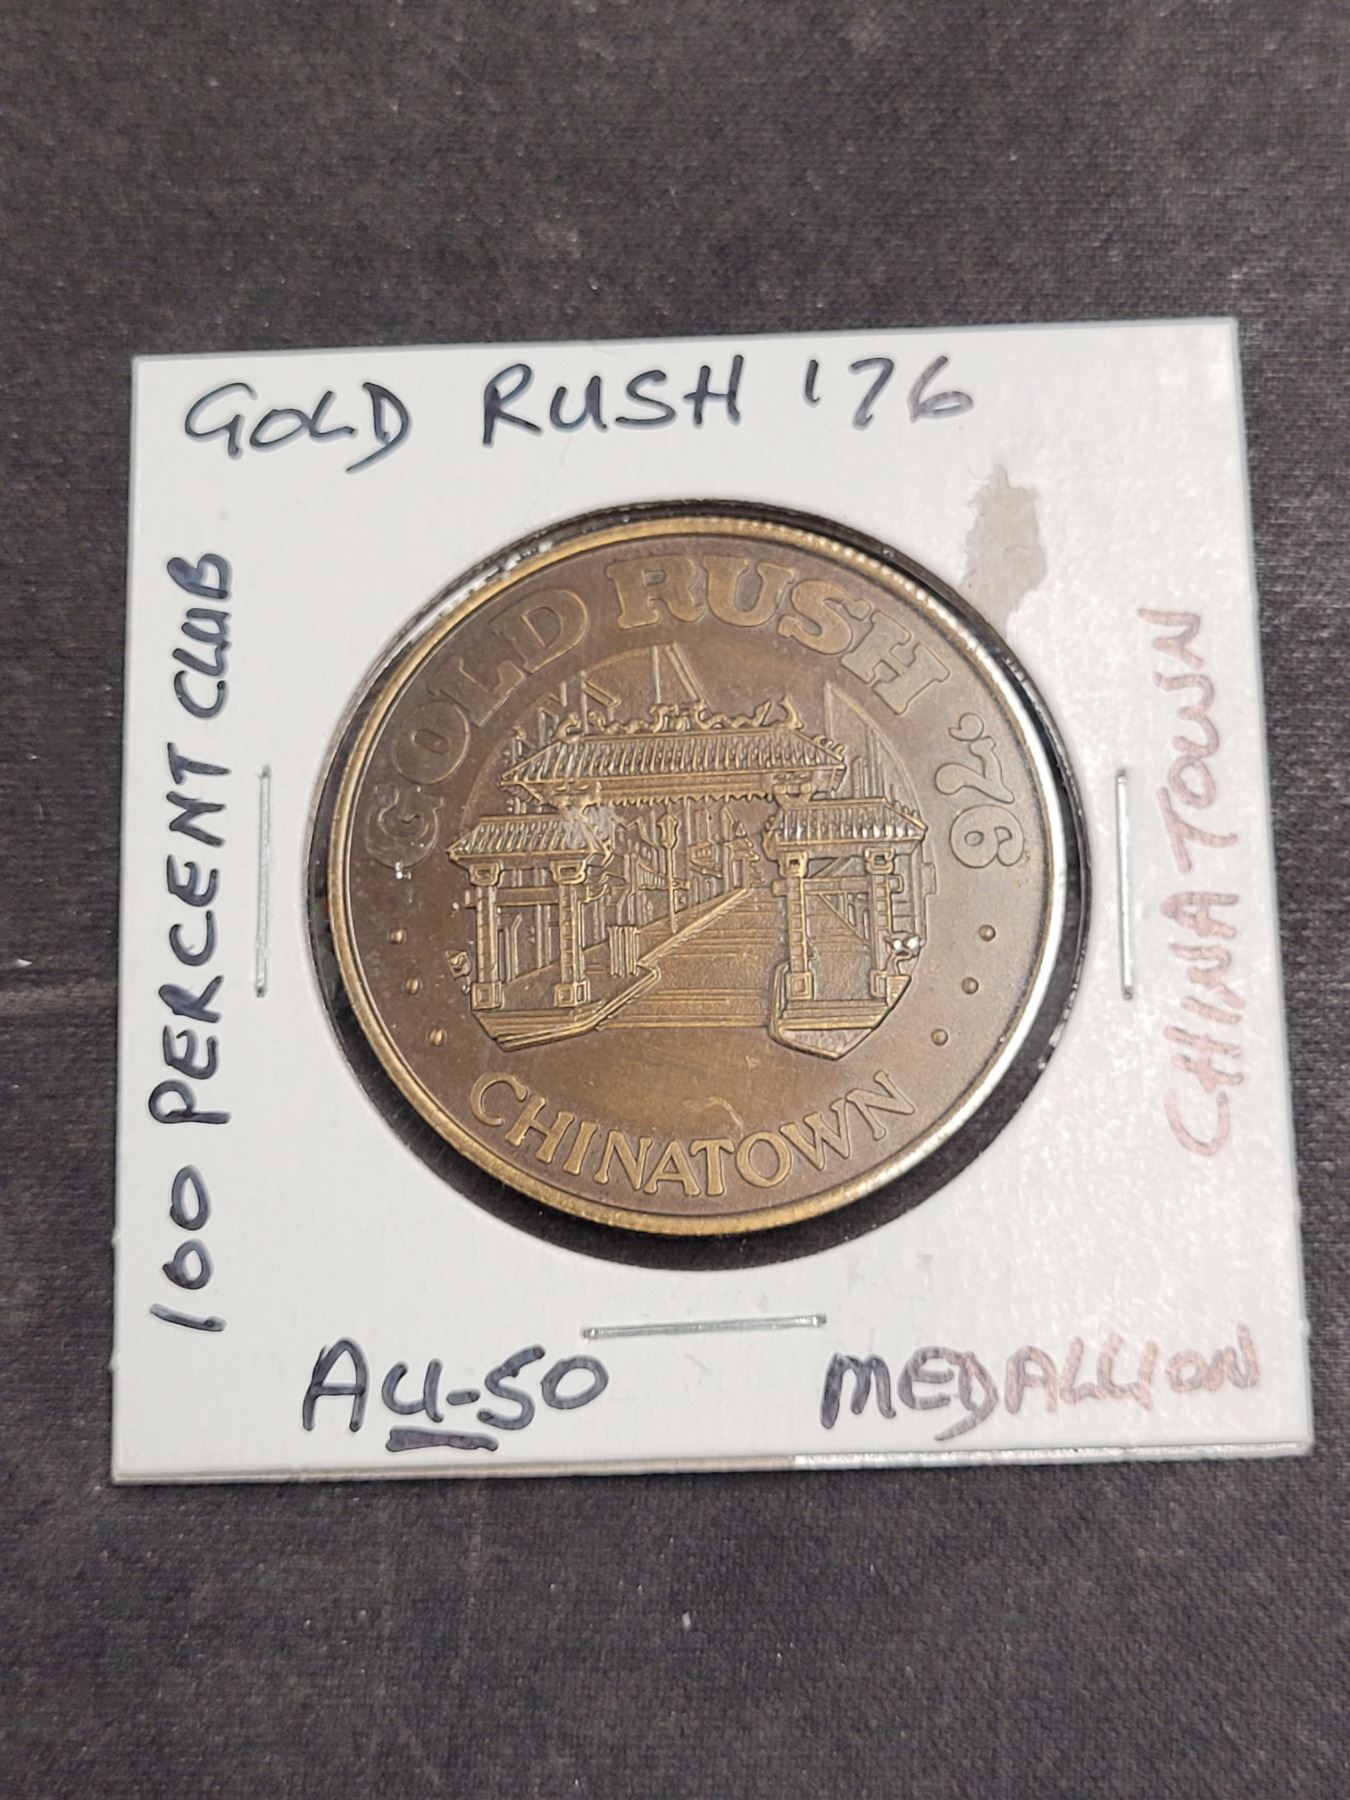 GOLD RUSH '76
100 PERCENT CLUB
GOLD RUSH '76
CHINATOWN
CHINATOWN
AU-50
MEDALLION